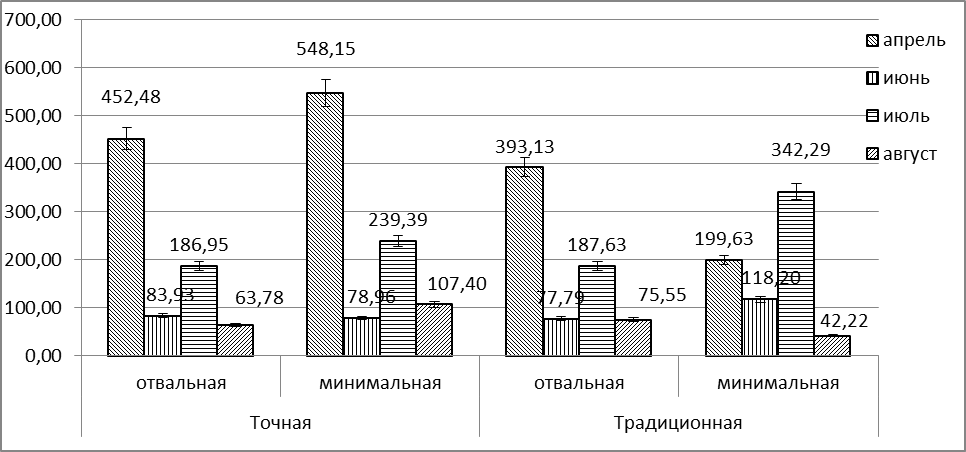 700,00
600,00
500,00
400,00
300,00
200,00
100,00
0,00
452,48
83,93
186,95
63,78
548,15
78,96
239,39
107,40
393,13
77,79
187,63
75,55
199,63
118,20
342,29
42,22
отвальная
минимальная
отвальная
минимальная
Точная
Традиционная
апрель
июнь
июль
август